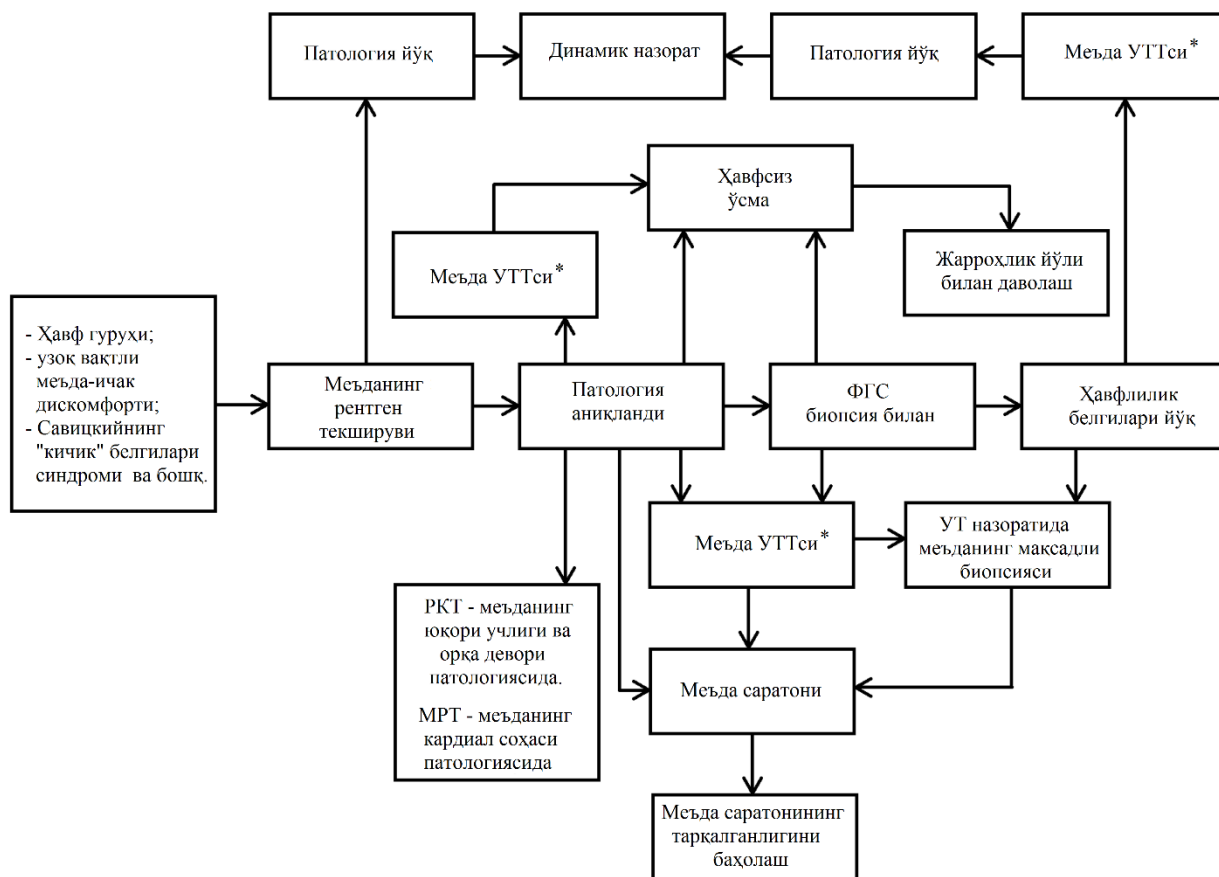 Патология йўқ
Динамик назорат
Патология йўқ
Меъда УТТси*
Ҳавфсиз
ўсма
Меъда УТТси*
Жарроҳлик йўли
билан даволаш
- Ҳавф гуруҳи;
- узоқ вақтли
меъда-ичак
дискомфорти;
- Савицкийнинг
"кичик" белгилари
синдроми ва бошқ.
Меъданинг
рентген
текшируви
Патология
аниқланди
ФГС
биопсия билан
Ҳавфлилик
белгилари йўқ
Меъда УТТси*
УТ назоратида
меъданинг мақсадли
биопсияси
РКТ - меъданинг
юқори учлиги ва
орқа девори
патологиясида.
МРТ - меъданинг
кардиал соҳаси
патологиясида
Меъда саратони
Меъда саратонининг
тарқалганлигини
баҳолаш